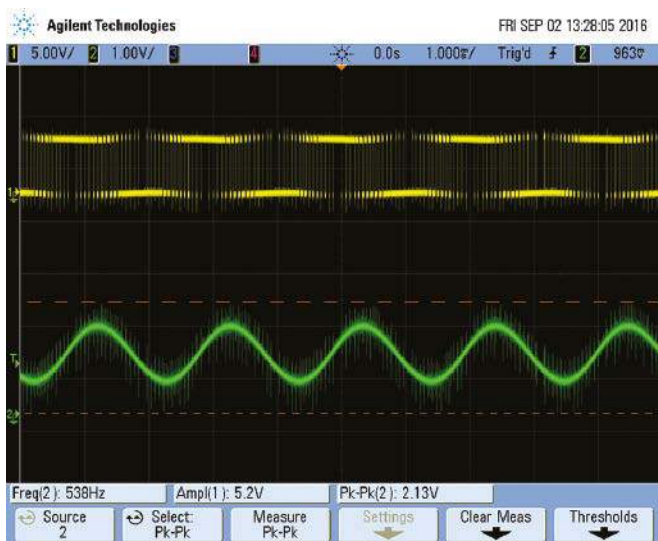 Agilent Technologies FRI SEP 02 13:28:05 2016
1 5.00V/ 2 1.00V/ 3 4 0.0s 1.000ms/ Trig'd 2 963mV
1
T
2
Freq(2): 538Hz Ampl(1): 5.2V Pk-Pk(2): 2.13V
Source Select: Measure Settings Clear Meas Thresholds
2 Pk-Pk Pk-Pk